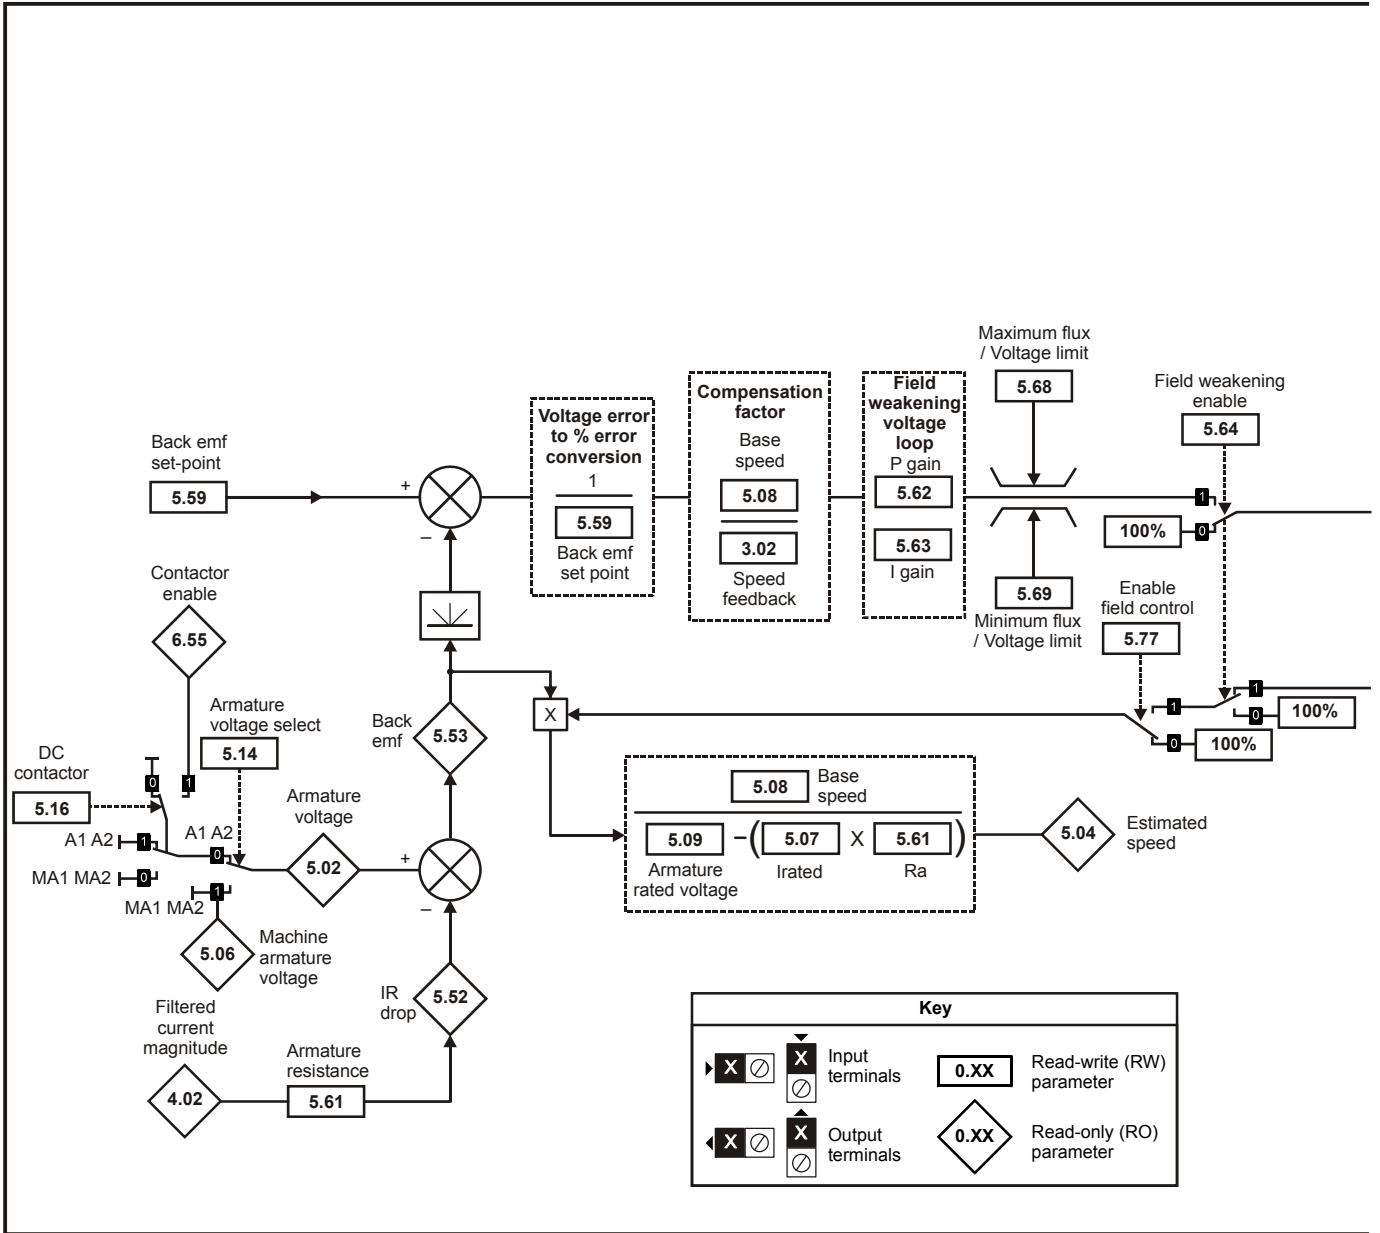 Maximum flux
/ Voltage limit
5.68
Field weakening
enable
5.64
Back emf
set-point
5.59
+
−
Voltage error
to % error
conversion
1
5.59
Back emf
set point
Compensation
factor
Base
speed
5.08
3.02
Speed
feedback
Field
weakening
voltage
loop
P gain
5.62
5.63
I gain
5.69
Minimum flux
/ Voltage limit
1
100%
0
Enable
field control
5.77
Contactor
enable
6.55
Armature
voltage select
5.14
DC
contactor
5.16
0
1
A1 A2
1
MA1 MA2
0
A1 A2
0
MA1 MA2
1
5.06
Machine
armature
voltage
Armature
voltage
5.02
+
−
Back
emf
5.53
X
1
0
1
0
100%
100%
5.08
Base
speed
5.09
−(
5.07
X
5.61
)
Armature
rated voltage
Irated
Ra
5.04
Estimated
speed
IR
drop
5.52
Filtered
current
magnitude
4.02
Armature
resistance
5.61
Key
X
X
Input
terminals
0.XX
Read-write (RW)
parameter
X
X
Output
terminals
0.XX
Read-only (RO)
parameter